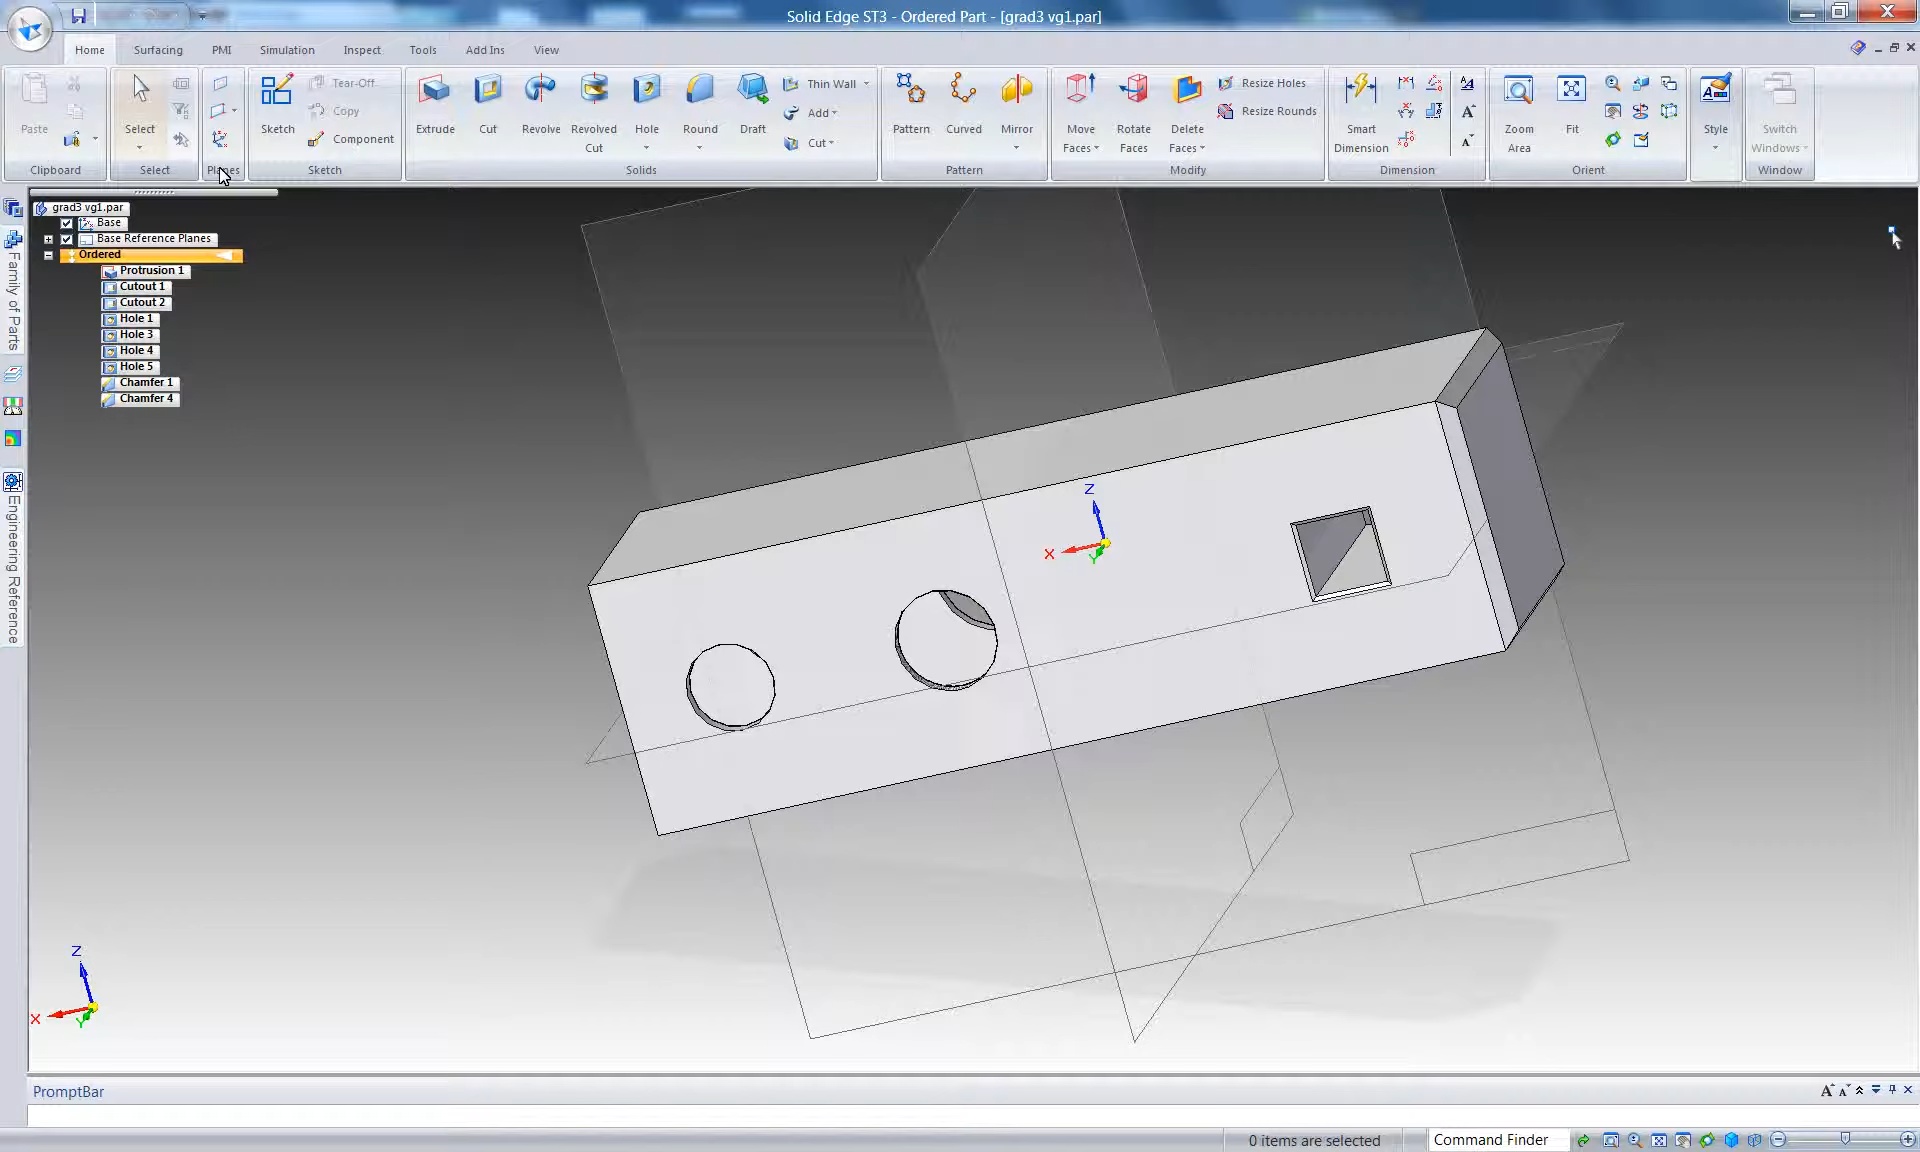 Solid Edge ST3 - Ordered Part - [grad3 vg1.par]
Home Surfacing PMI Simulation Inspect Tools Add Ins View
Tear-Off Thin Wall Resize Holes
Copy Add Resize Rounds
Paste Select Sketch Extrude Cut Revolve Revolved Cut Hole Round Draft Pattern Curved Mirror Move Faces Rotate Faces Delete Faces Smart Dimension Zoom Area Fit Style Switch Windows
Component Cut
Clipboard Select Planes Sketch Solids Pattern Modify Dimension Orient Window
grad3 vg1.par
Base
Base Reference Planes
Ordered
Protrusion 1
Cutout 1
Cutout 2
Hole 1
Hole 3
Hole 4
Hole 5
Chamfer 1
Chamfer 4
Family of Parts
Engineering Reference
Z
X
Y
Z
X
Y
PromptBar
0 items are selected Command Finder